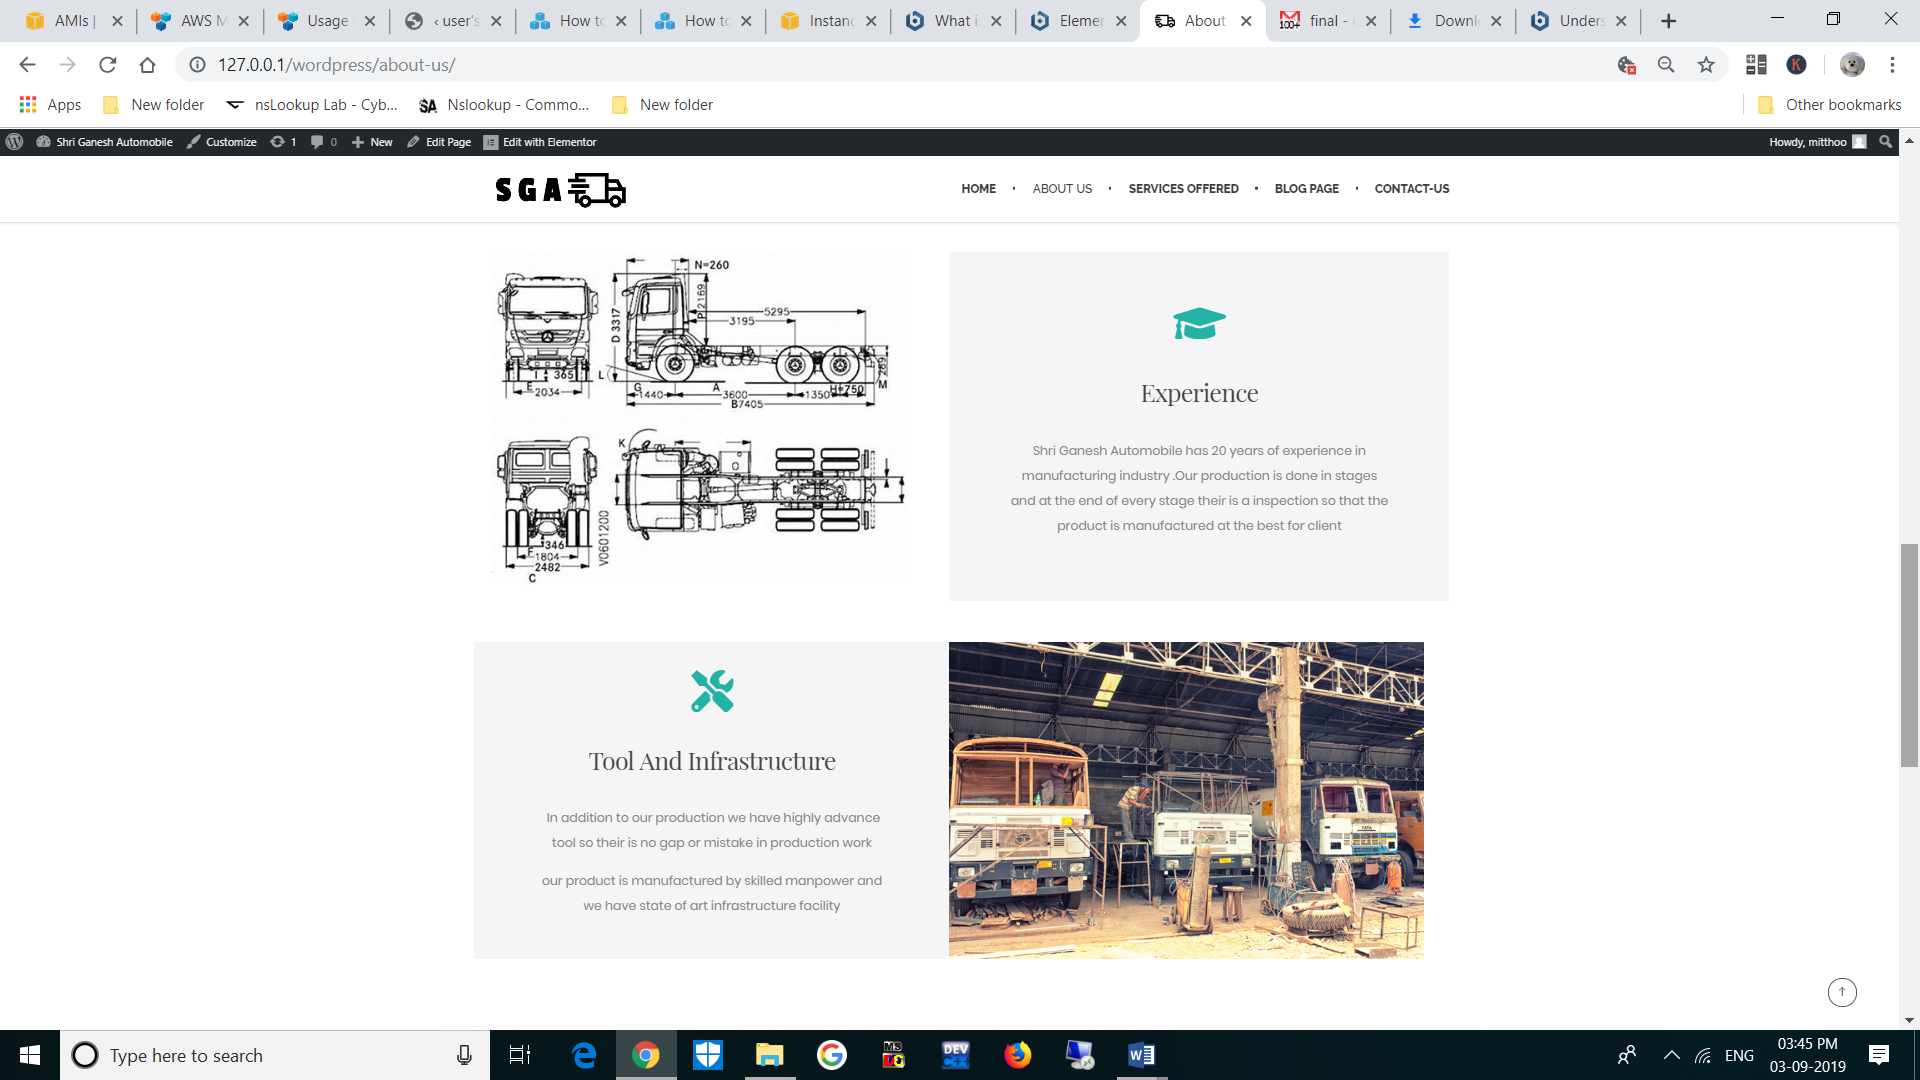 AMIs |
AWS M
Usage
‹ user's
How to
How to
Instanc
What i
Elemen
About
final -
Downl
Unders
127.0.0.1/wordpress/about-us/
Apps
New folder
nsLookup Lab - Cyb...
Nslookup - Commo...
New folder
Other bookmarks
Shri Ganesh Automobile
Customize
1
0
New
Edit Page
Edit with Elementor
Howdy, mitthoo
SGA
HOME
ABOUT US
SERVICES OFFERED
BLOG PAGE
CONTACT-US
N=260
D 3317
P 2169
5295
3195
289
I 365
E
2034
L
G
A
H=750
M
1440
3600
1350
B7405
K
346
F
1804
2482
C
V0601200
Experience
Shri Ganesh Automobile has 20 years of experience in
manufacturing industry .Our production is done in stages
and at the end of every stage their is a inspection so that the
product is manufactured at the best for client
Tool And Infrastructure
In addition to our production we have highly advance
tool so their is no gap or mistake in production work
our product is manufactured by skilled manpower and
we have state of art infrastructure facility
TATA
Type here to search
ENG
03:45 PM
03-09-2019